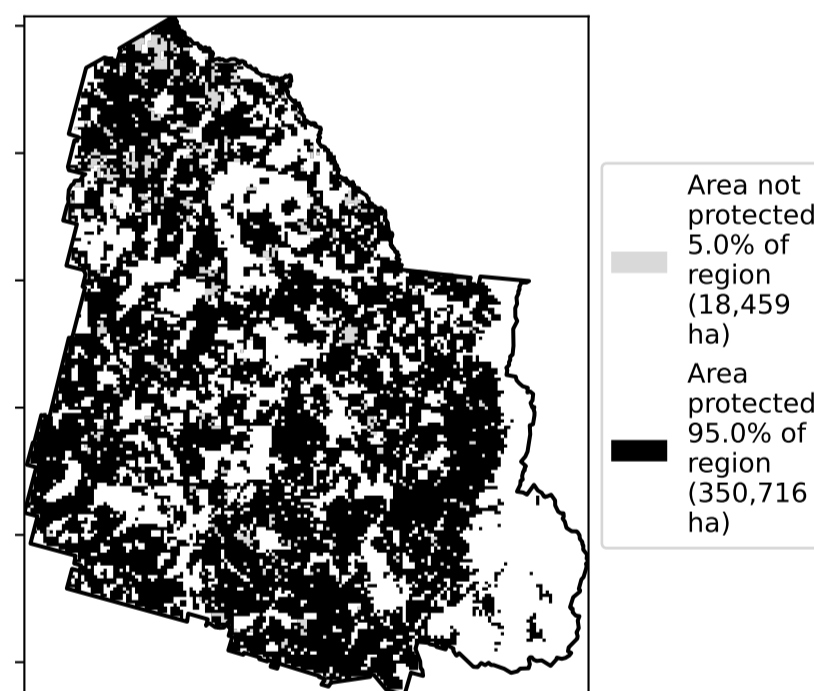 Area not
protected
5.0% of
region
(18,459
ha)
Area
protected
95.0% of
region
(350,716
ha)